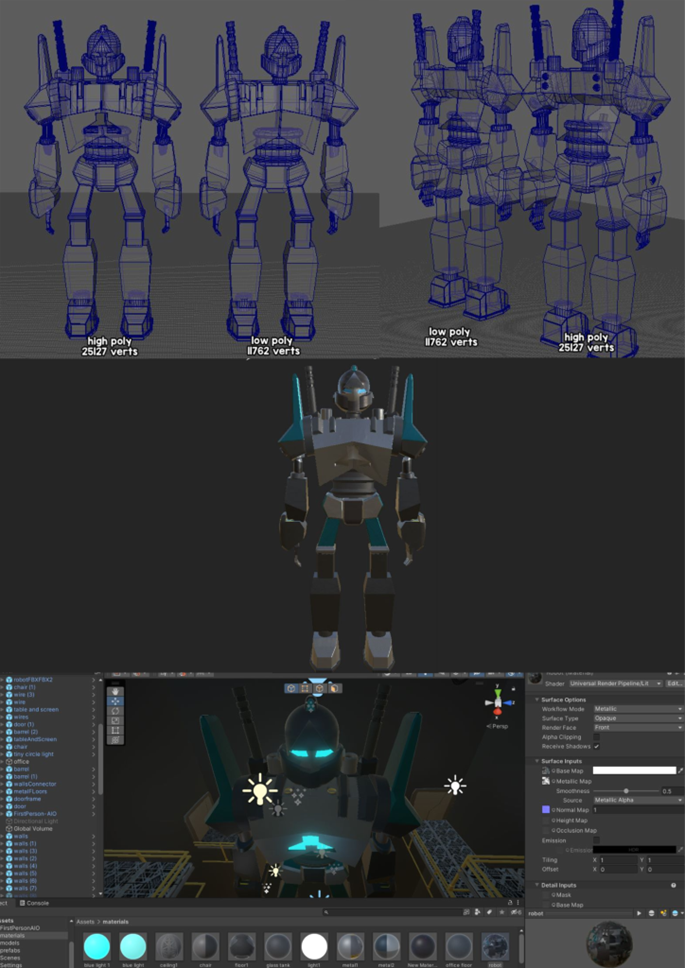 high poly
25127 verts
low poly
11762 verts
low poly
11762 verts
high poly
25127 verts
robotFBXFBX2
chair (1)
wire (3)
wire
table and screen
wires
door (1)
barrel (2)
tableAndScreen
chair
tiny circle light
office
barrel
barrel (1)
wallsConnector
metalFLoors
doorframe
door
FirstPerson-AIO
Directional Light
Global Volume
walls
walls (1)
walls (3)
walls (2)
walls (4)
walls (5)
walls (6)
walls (7)
Persp
Shader
Universal Render Pipeline/Lit
Edit...
Surface Options
Workflow Mode
Metallic
Surface Type
Opaque
Render Face
Front
Alpha Clipping
Receive Shadows
Surface Inputs
Base Map
Metallic Map
Smoothness
0.5
Source
Metallic Alpha
Normal Map
1
Height Map
Occlusion Map
Emission
Tiling
X 1
Y 1
Offset
X 0
Y 0
Detail Inputs
Mask
Base Map
robot
ect
Console
ssets
FirstPersonAIO
materials
models
prefabs
Scenes
Settings
Assets > materials
blue light 1
blue light
ceiling1
chair
floor1
glow tank
light1
metal1
metal2
New Mater...
office floor
robot